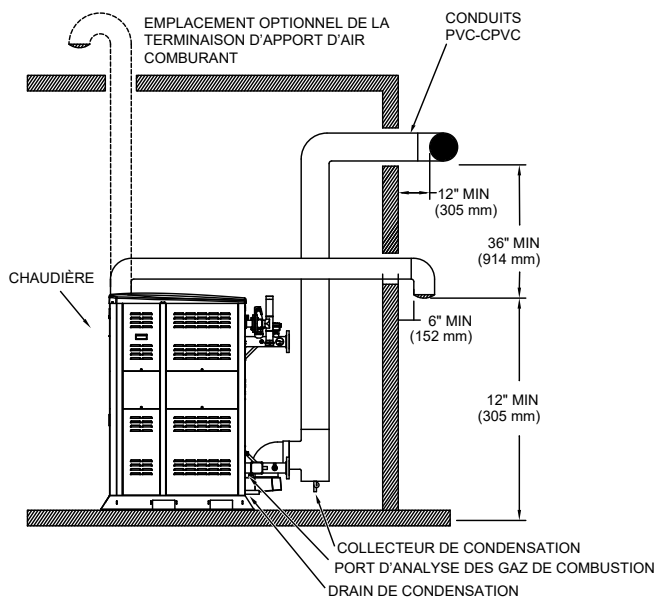 EMPLACEMENT OPTIONNEL DE LA
TERMINAISON D'APPORT D'AIR
COMBURANT
CONDUITS
PVC-CPVC
12" MIN
(305 mm)
36" MIN
(914 mm)
CHAUDIÈRE
6" MIN
(152 mm)
12" MIN
(305 mm)
COLLECTEUR DE CONDENSATION
PORT D'ANALYSE DES GAZ DE COMBUSTION
DRAIN DE CONDENSATION